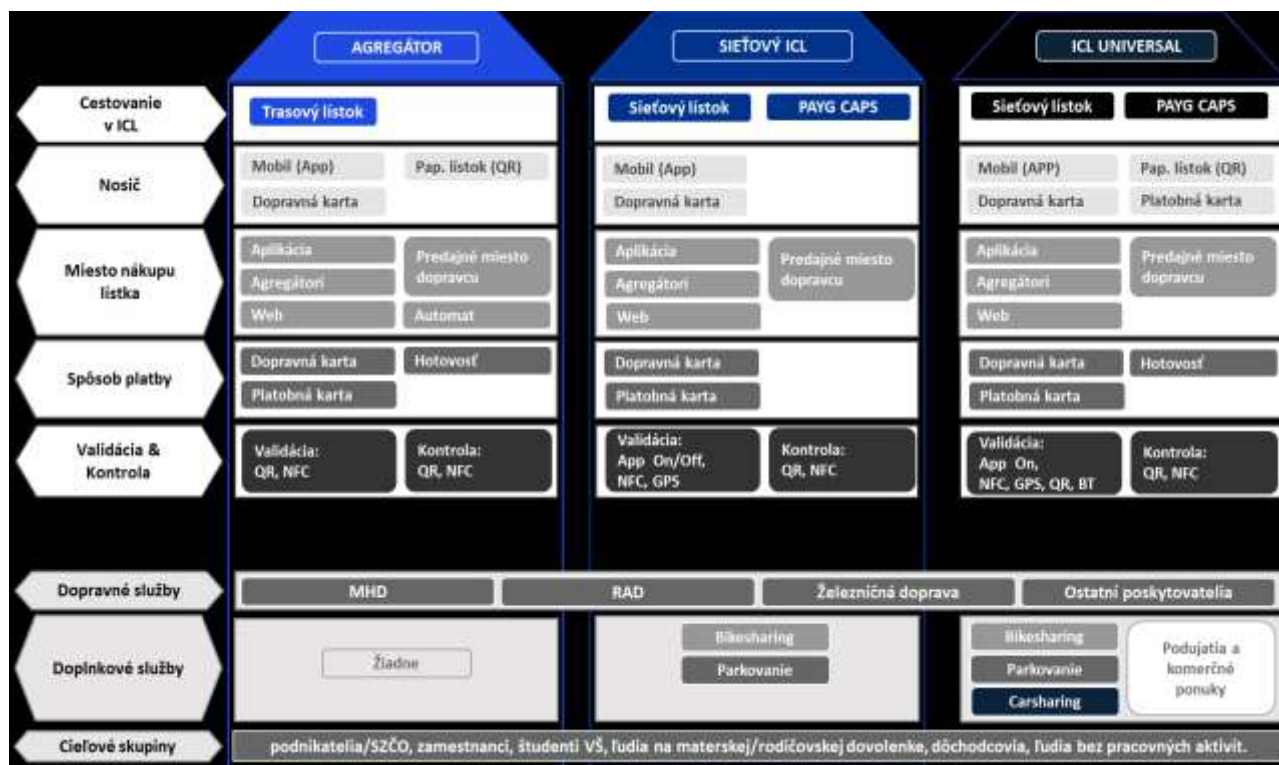 AGREGÁTOR
SIEŤOVÝ ICL
ICL UNIVERSAL
Cestovanie
v ICL
Trasový lístok
Sieťový lístok
PAYG CAPS
Sieťový lístok
PAYG CAPS
Nosič
Mobil (App)
Pap. lístok (QR)
Dopravná karta
Mobil (App)
Dopravná karta
Mobil (APP)
Pap. lístok (QR)
Dopravná karta
Platobná karta
Miesto nákupu
lístka
Aplikácia
Predajné miesto
dopravcu
Agregátori
Web
Automat
Aplikácia
Predajné miesto
dopravcu
Agregátori
Web
Aplikácia
Predajné miesto
dopravcu
Agregátori
Web
Spôsob platby
Dopravná karta
Hotovosť
Platobná karta
Dopravná karta
Platobná karta
Dopravná karta
Hotovosť
Platobná karta
Validácia &
Kontrola
Validácia:
QR, NFC
Kontrola:
QR, NFC
Validácia:
App On/Off,
NFC, GPS
Kontrola:
QR, NFC
Validácia:
App On,
NFC, GPS, QR, BT
Kontrola:
QR, NFC
Dopravné služby
MHD
RAD
Železničná doprava
Ostatní poskytovatelia
Doplnkové služby
Žiadne
Bikesharing
Parkovanie
Bikesharing
Parkovanie
Carsharing
Podujatia a
komerčné
ponuky
Cieľové skupiny
podnikatelia/SZČO, zamestnanci, študenti VŠ, ľudia na materskej/rodičovskej dovolenke, dôchodcovia, ľudia bez pracovných aktivít.